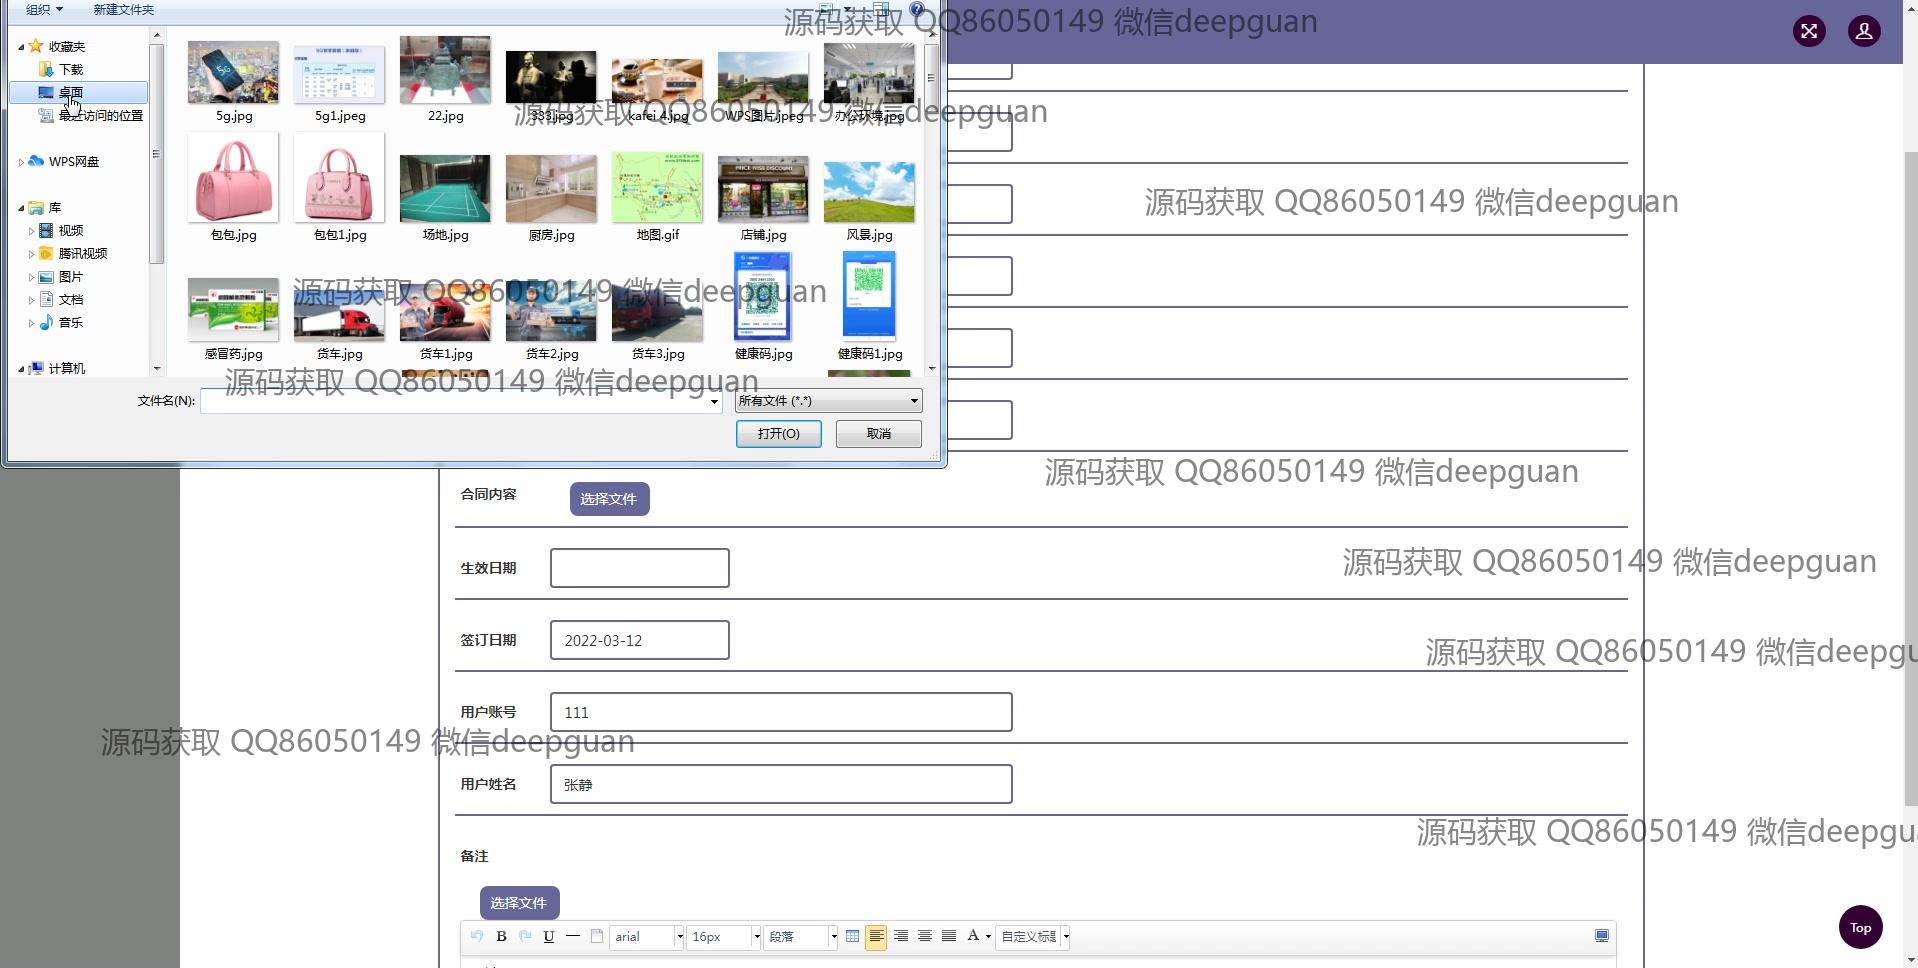 组织 新建文件夹
收藏夹
下载
桌面
最近访问的位置
WPS网盘
库
视频
腾讯视频
图片
文档
音乐
计算机
5g.jpg 5g1.jpeg 22.jpg 333.jpg kafei 4.jpg WPS图片.jpeg 办公环境.jpg
包包.jpg 包包1.jpg 场地.jpg 厨房.jpg 地图.gif 店铺.jpg 风景.jpg
感冒药.jpg 货车.jpg 货车1.jpg 货车2.jpg 货车3.jpg 健康码.jpg 健康码1.jpg
文件名(N): 所有文件 (*.*)
打开(O) 取消
源码获取 QQ86050149 微信deepguan
源码获取 QQ86050149 微信deepguan
源码获取 QQ86050149 微信deepguan
源码获取 QQ86050149 微信deepguan
源码获取 QQ86050149 微信deepguan
源码获取 QQ86050149 微信deepguan
合同内容 选择文件
源码获取 QQ86050149 微信deepguan
生效日期
签订日期 2022-03-12
源码获取 QQ86050149 微信deepgu
用户账号 111
源码获取 QQ86050149 微信deepguan
用户姓名 张静
源码获取 QQ86050149 微信deepgu
备注
选择文件
B U arial 16px 段落 A 自定义标题
Top